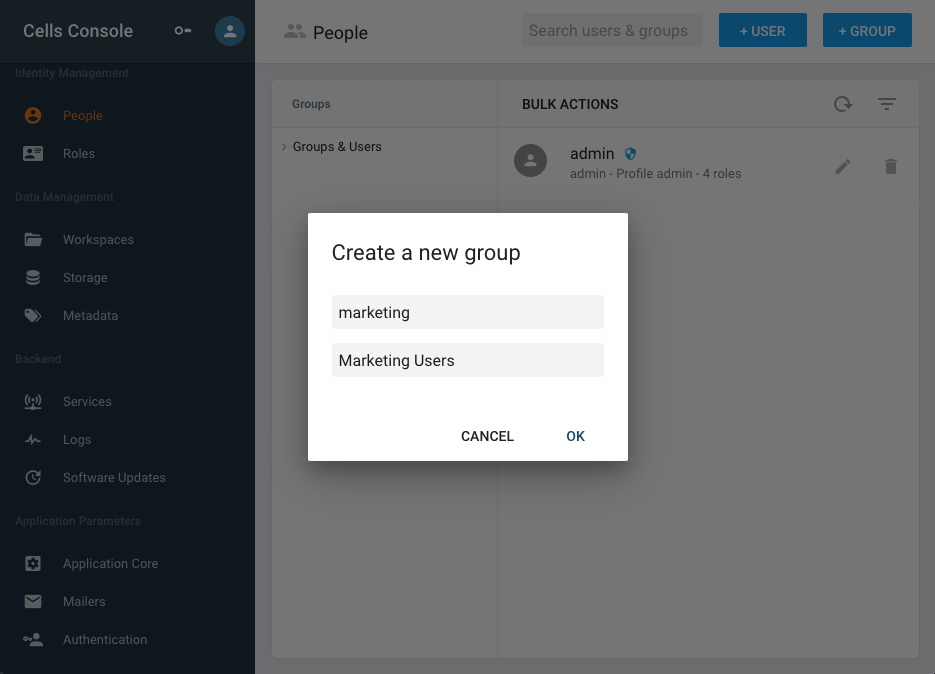 Cells Console
People
Search users & groups
+ USER
+ GROUP
Identity Management
People
Roles
Data Management
Workspaces
Storage
Metadata
Backend
Services
Logs
Software Updates
Application Parameters
Application Core
Mailers
Authentication
Groups
BULK ACTIONS
Groups & Users
admin
admin - Profile admin - 4 roles
Create a new group
marketing
Marketing Users
CANCEL
OK